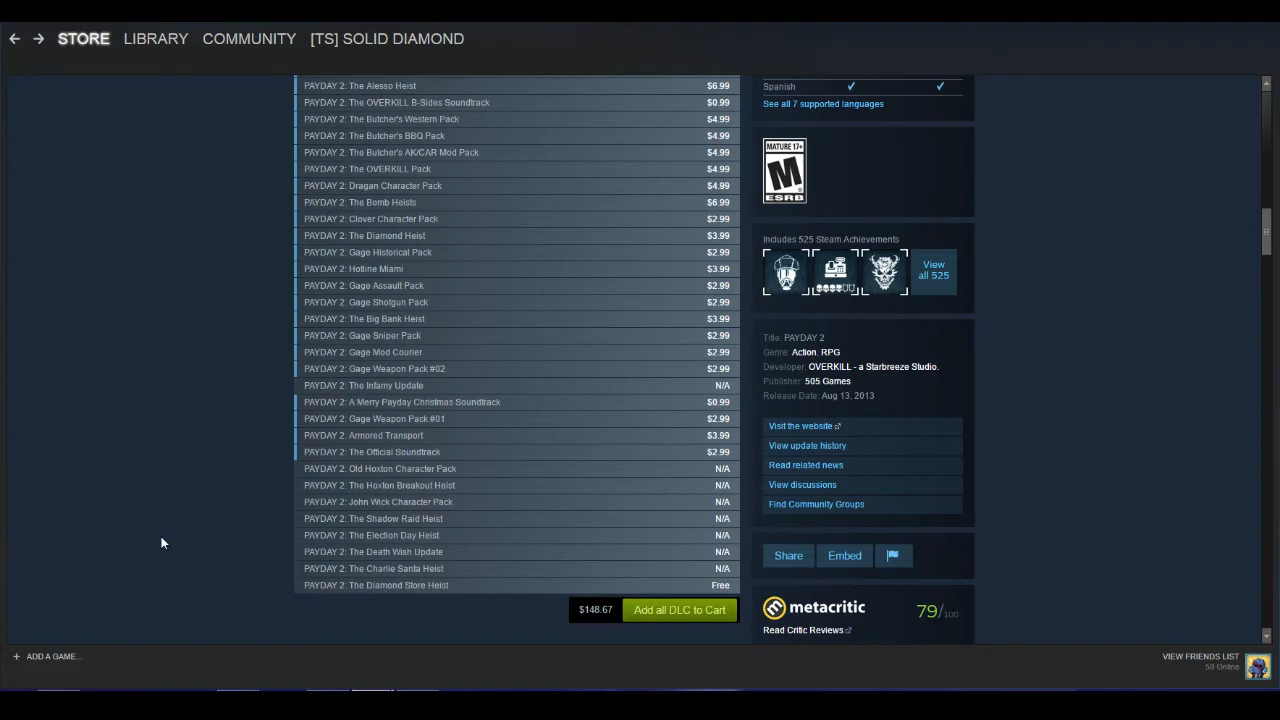 STORE LIBRARY COMMUNITY [TS] SOLID DIAMOND
PAYDAY 2: The Alesso Heist $6.99
PAYDAY 2: The OVERKILL B-Sides Soundtrack $0.99
PAYDAY 2: The Butcher's Western Pack $4.99
PAYDAY 2: The Butcher's BBQ Pack $4.99
PAYDAY 2: The Butcher's AK/CAR Mod Pack $4.99
PAYDAY 2: The OVERKILL Pack $4.99
PAYDAY 2: Dragan Character Pack $4.99
PAYDAY 2: The Bomb Heists $6.99
PAYDAY 2: Clover Character Pack $2.99
PAYDAY 2: The Diamond Heist $3.99
PAYDAY 2: Gage Historical Pack $2.99
PAYDAY 2: Hotline Miami $3.99
PAYDAY 2: Gage Assault Pack $2.99
PAYDAY 2: Gage Shotgun Pack $2.99
PAYDAY 2: The Big Bank Heist $3.99
PAYDAY 2: Gage Sniper Pack $2.99
PAYDAY 2: Gage Mod Courier $2.99
PAYDAY 2: Gage Weapon Pack #02 $2.99
PAYDAY 2: The Infamy Update N/A
PAYDAY 2: A Merry Payday Christmas Soundtrack $0.99
PAYDAY 2: Gage Weapon Pack #01 $2.99
PAYDAY 2: Armored Transport $3.99
PAYDAY 2: The Official Soundtrack $2.99
PAYDAY 2: Old Hoxton Character Pack N/A
PAYDAY 2: The Hoxton Breakout Heist N/A
PAYDAY 2: John Wick Character Pack N/A
PAYDAY 2: The Shadow Raid Heist N/A
PAYDAY 2: The Election Day Heist N/A
PAYDAY 2: The Death Wish Update N/A
PAYDAY 2: The Charlie Santa Heist N/A
PAYDAY 2: The Diamond Store Heist Free
$148.67 Add all DLC to Cart
Spanish
See all 7 supported languages
MATURE 17+
M
ESRB
Includes 525 Steam Achievements
View
all 525
Title: PAYDAY 2
Genre: Action, RPG
Developer: OVERKILL - a Starbreeze Studio.
Publisher: 505 Games
Release Date: Aug 13, 2013
Visit the website
View update history
Read related news
View discussions
Find Community Groups
Share Embed
metacritic 79/100
Read Critic Reviews
+ ADD A GAME...
VIEW FRIENDS LIST
59 Online